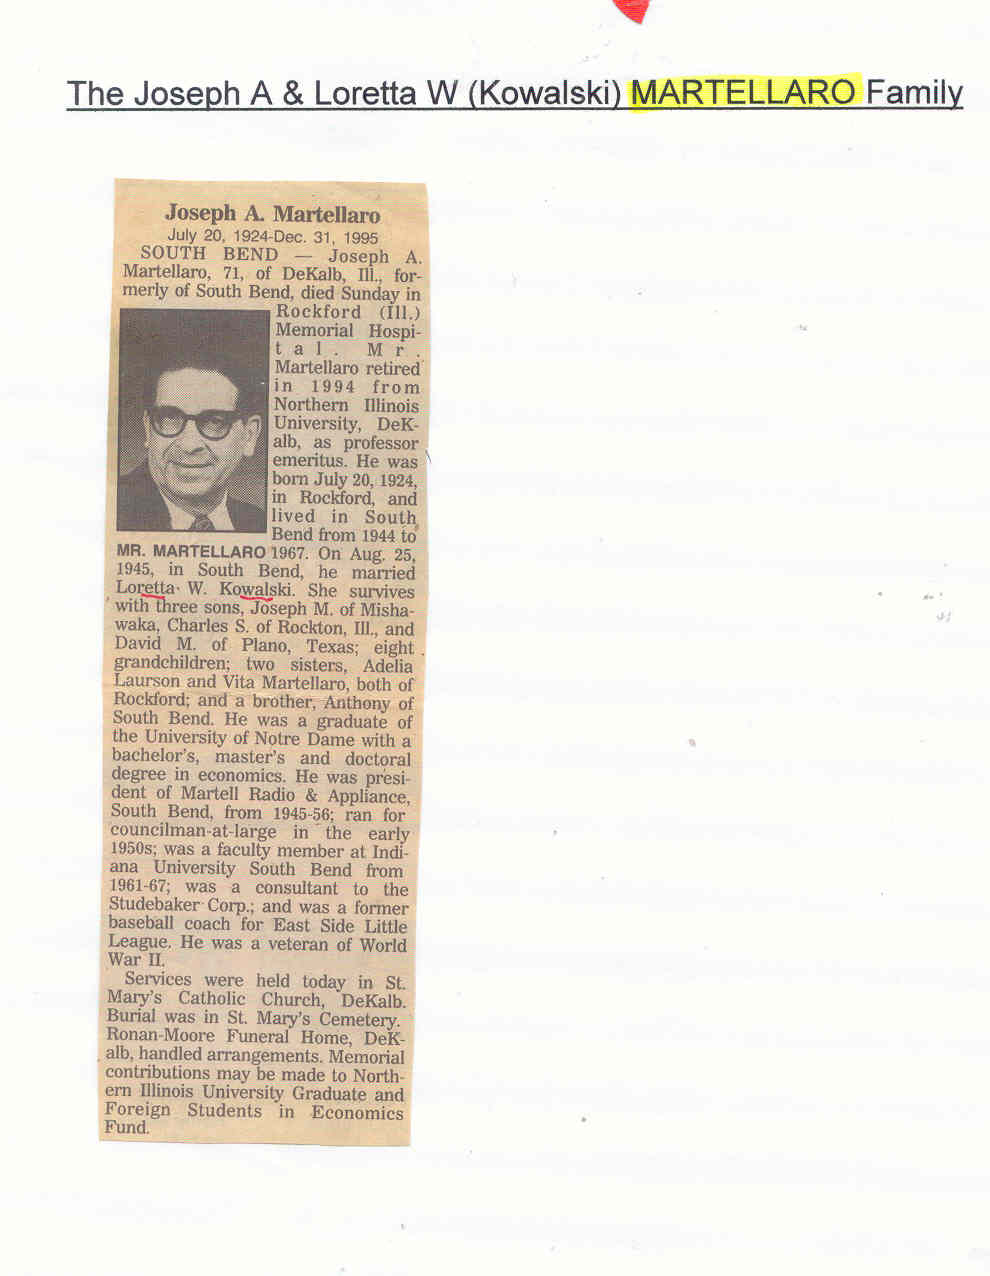 The Joseph A & Loretta W (Kowalski) MARTELLARO Family
Joseph A. Martellaro
July 20, 1924-Dec. 31, 1995
SOUTH BEND — Joseph A.
Martellaro, 71, of DeKalb, Ill., for-
merly of South Bend, died Sunday in
Rockford (Ill.)
Memorial Hospi-
tal. Mr.
Martellaro retired
in 1994 from
Northern Illinois
University, DeK-
alb, as professor
emeritus. He was
born July 20, 1924,
in Rockford, and
lived in South
Bend from 1944 to
MR. MARTELLARO 1967. On Aug. 25,
1945, in South Bend, he married
Loretta W. Kowalski. She survives
with three sons, Joseph M. of Misha-
waka, Charles S. of Rockton, Ill., and
David M. of Plano, Texas; eight
grandchildren; two sisters, Adelia
Laurson and Vita Martellaro, both of
Rockford; and a brother, Anthony of
South Bend. He was a graduate of
the University of Notre Dame with a
bachelor's, master's and doctoral
degree in economics. He was presi-
dent of Martell Radio & Appliance,
South Bend, from 1945-56; ran for
councilman-at-large in the early
1950s; was a faculty member at Indi-
ana University South Bend from
1961-67; was a consultant to the
Studebaker Corp.; and was a former
baseball coach for East Side Little
League. He was a veteran of World
War II.
Services were held today in St.
Mary's Catholic Church, DeKalb.
Burial was in St. Mary's Cemetery.
Ronan-Moore Funeral Home, DeK-
alb, handled arrangements. Memorial
contributions may be made to North-
ern Illinois University Graduate and
Foreign Students in Economics
Fund.